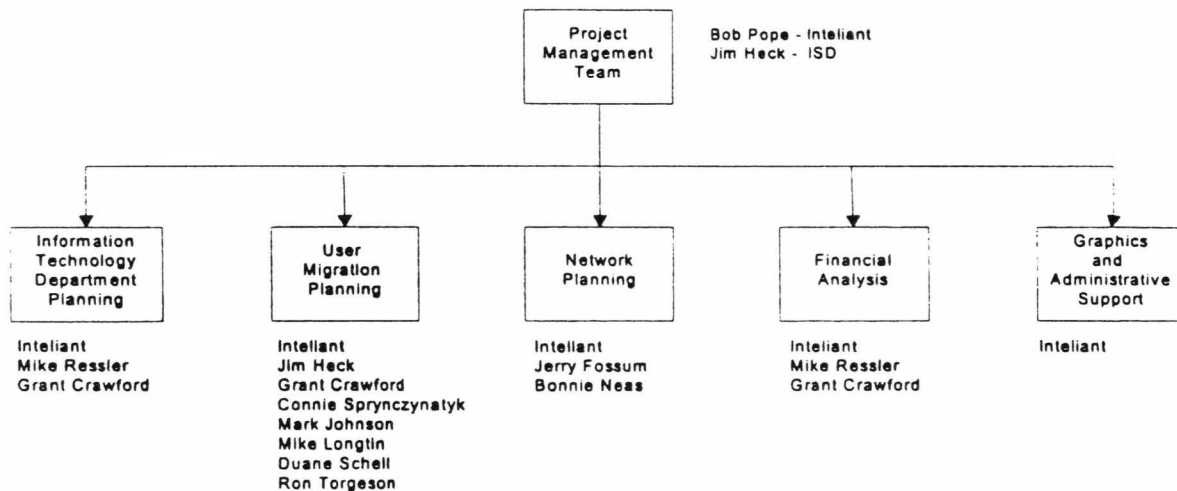 Project
Management
Team
Bob Pope - Inteliant
Jim Heck - ISD
Information
Technology
Department
Planning
Inteliant
Mike Ressler
Grant Crawford
User
Migration
Planning
Inteliant
Jim Heck
Grant Crawford
Connie Sprynczynatyk
Mark Johnson
Mike Longtin
Duane Schell
Ron Torgeson
Network
Planning
Inteliant
Jerry Fossum
Bonnie Neas
Financial
Analysis
Inteliant
Mike Ressler
Grant Crawford
Graphics
and
Administrative
Support
Inteliant